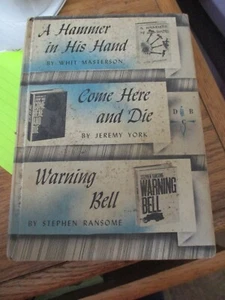 A Hammer
in His Hand
BY WHIT MASTERSON
Come Here
and Die
BY JEREMY YORK
D B
C
Warning
Bell
BY STEPHEN RANSOME
WARNING
BELL